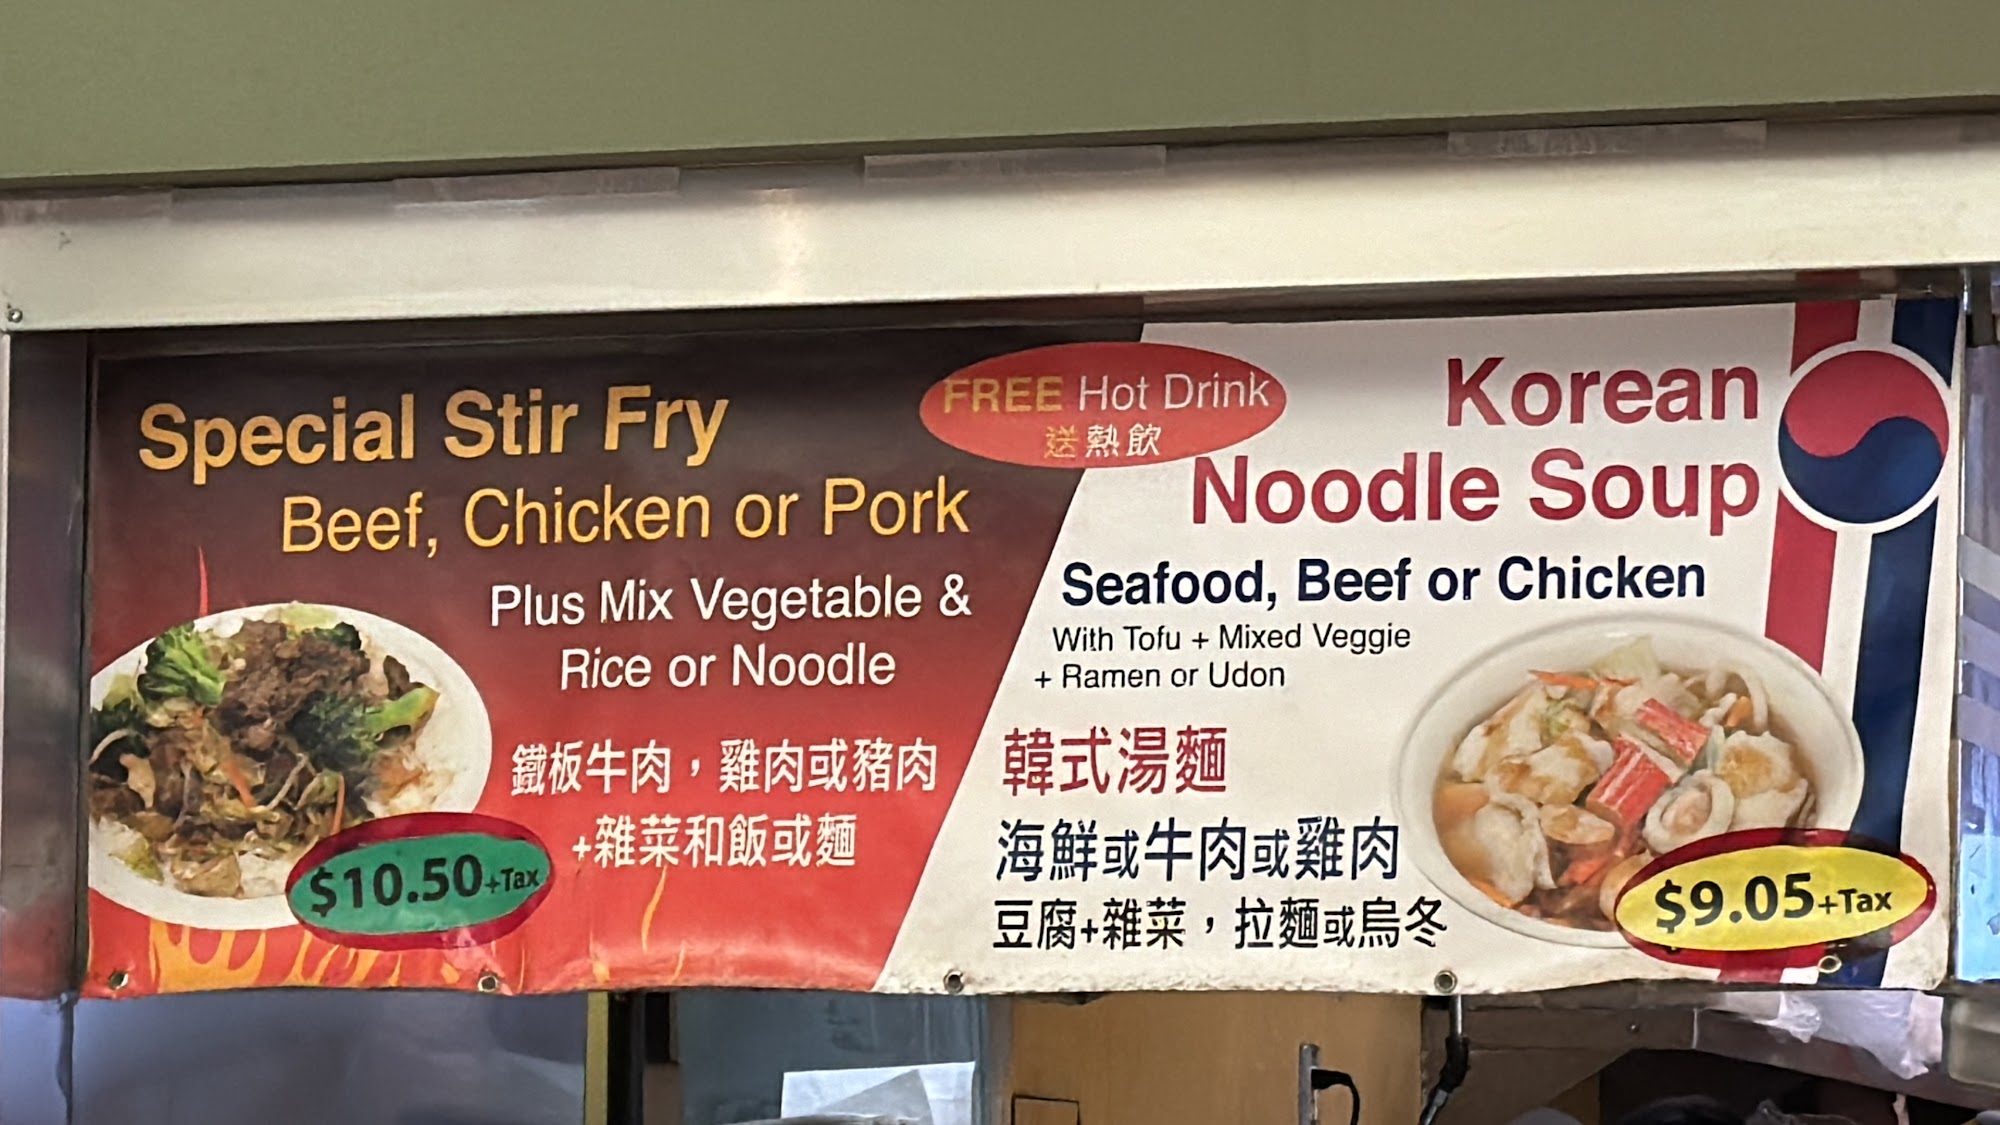 Special Stir Fry
Beef, Chicken or Pork
Plus Mix Vegetable &
Rice or Noodle
鐵板牛肉，雞肉或豬肉
+雜菜和飯或麵
$10.50+Tax
FREE Hot Drink
送熱飲
Korean
Noodle Soup
Seafood, Beef or Chicken
With Tofu + Mixed Veggie
+ Ramen or Udon
韓式湯麵
海鮮或牛肉或雞肉
豆腐+雜菜，拉麵或烏冬
$9.05+Tax